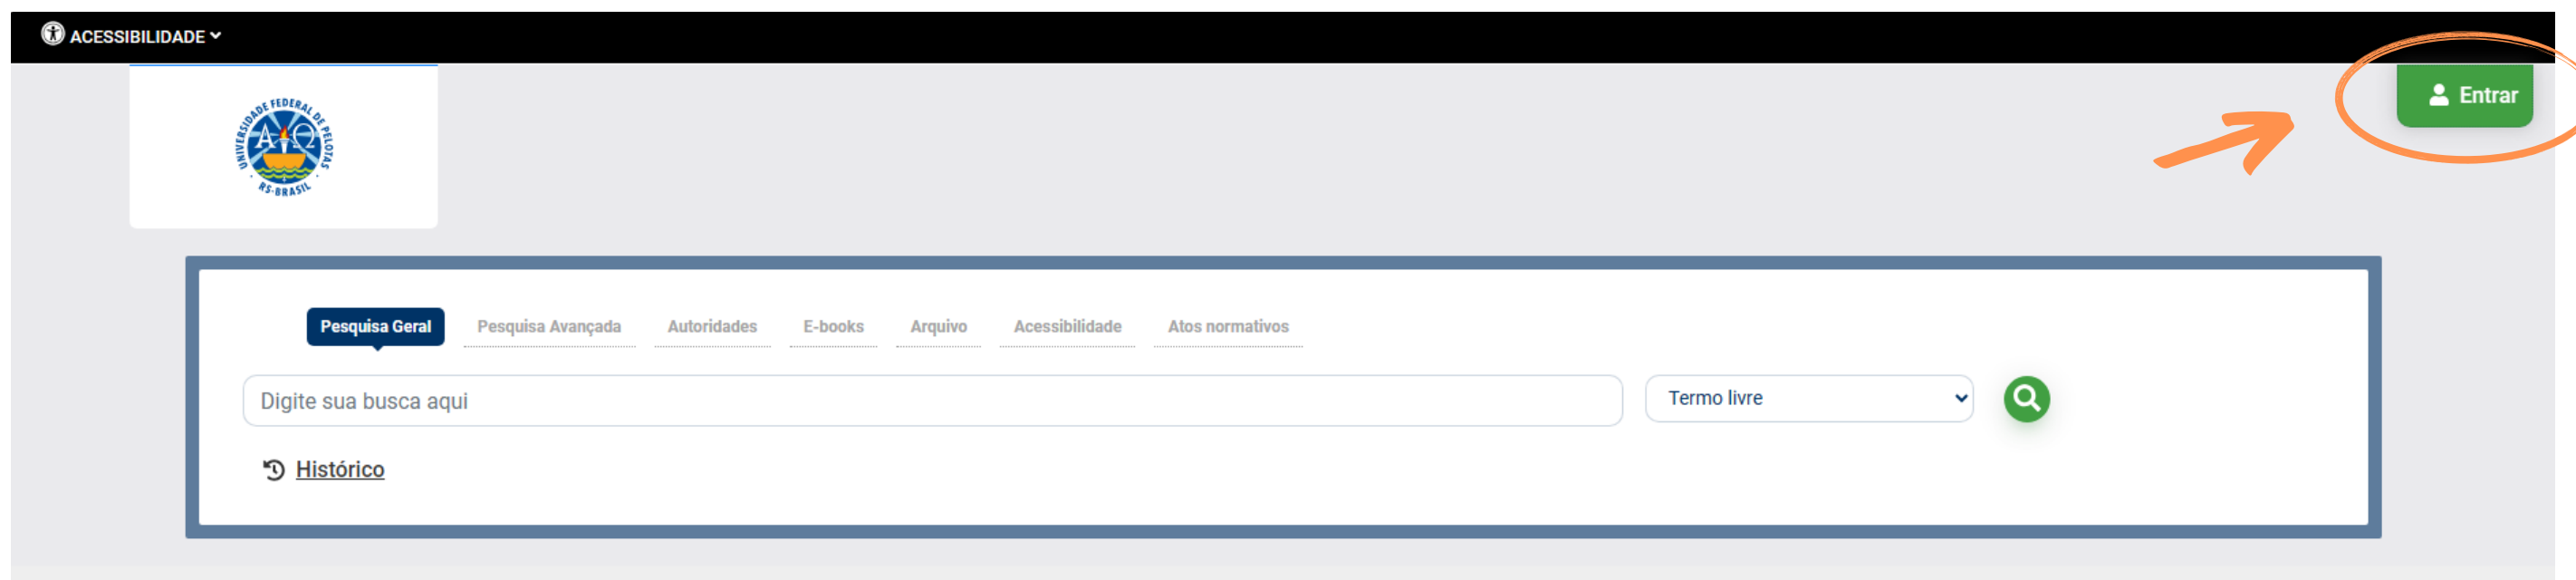 ACESSIBILIDADE
Entrar
UNIVERSIDADE FEDERAL DE PELOTAS
RS-BRASIL
Α Ω
Pesquisa Geral Pesquisa Avançada Autoridades E-books Arquivo Acessibilidade Atos normativos
Digite sua busca aqui Termo livre
Histórico